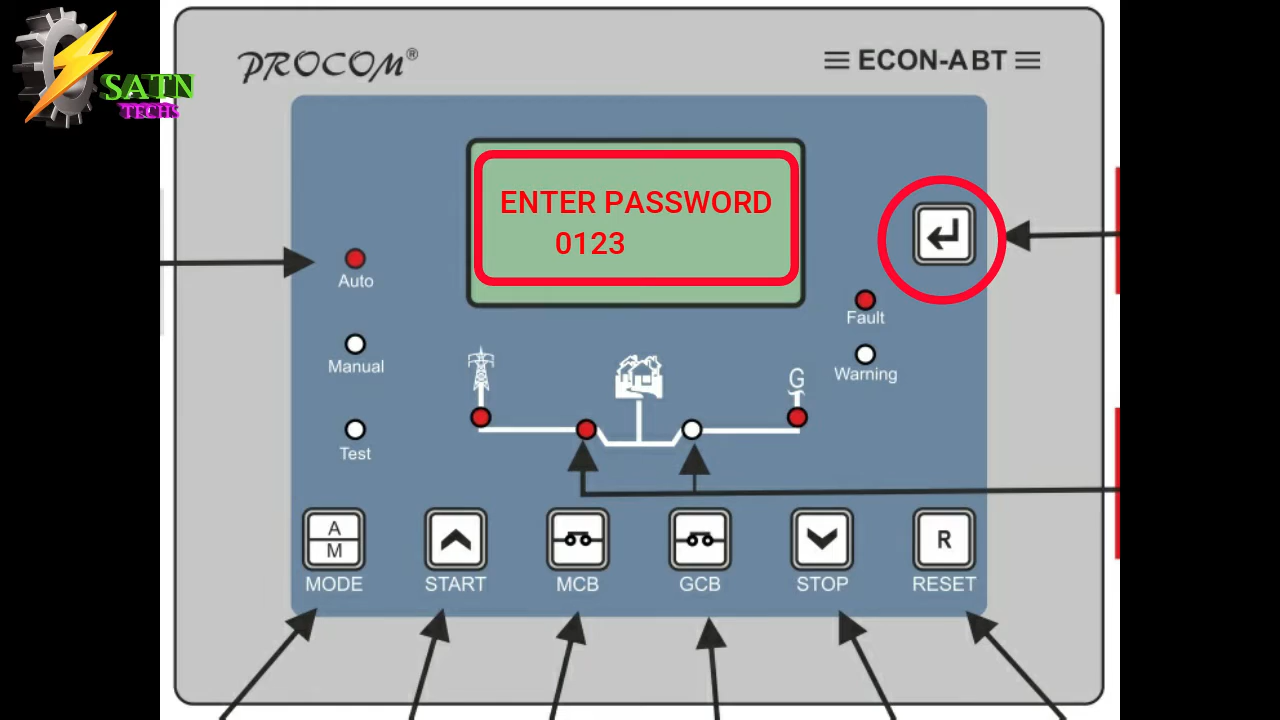 SATN
TECHS
PROCOM®
ECON-ABT
ENTER PASSWORD
0123
Auto
Fault
Manual
Warning
G
Test
A
M
R
MODE
START
MCB
GCB
STOP
RESET